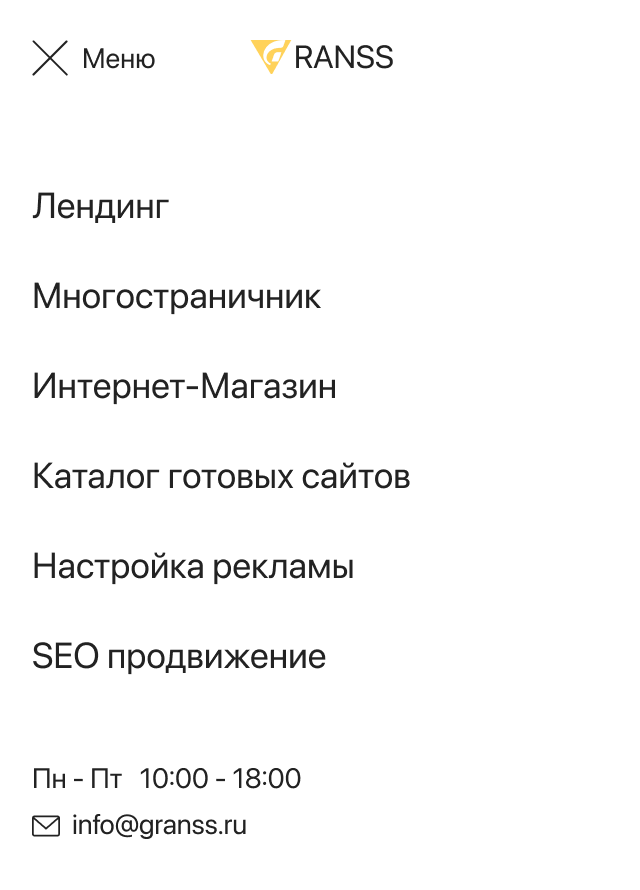 Меню
GRANSS
Лендинг
Многостраничник
Интернет-Магазин
Каталог готовых сайтов
Настройка рекламы
SEO продвижение
Пн - Пт 10:00 - 18:00
info@granss.ru